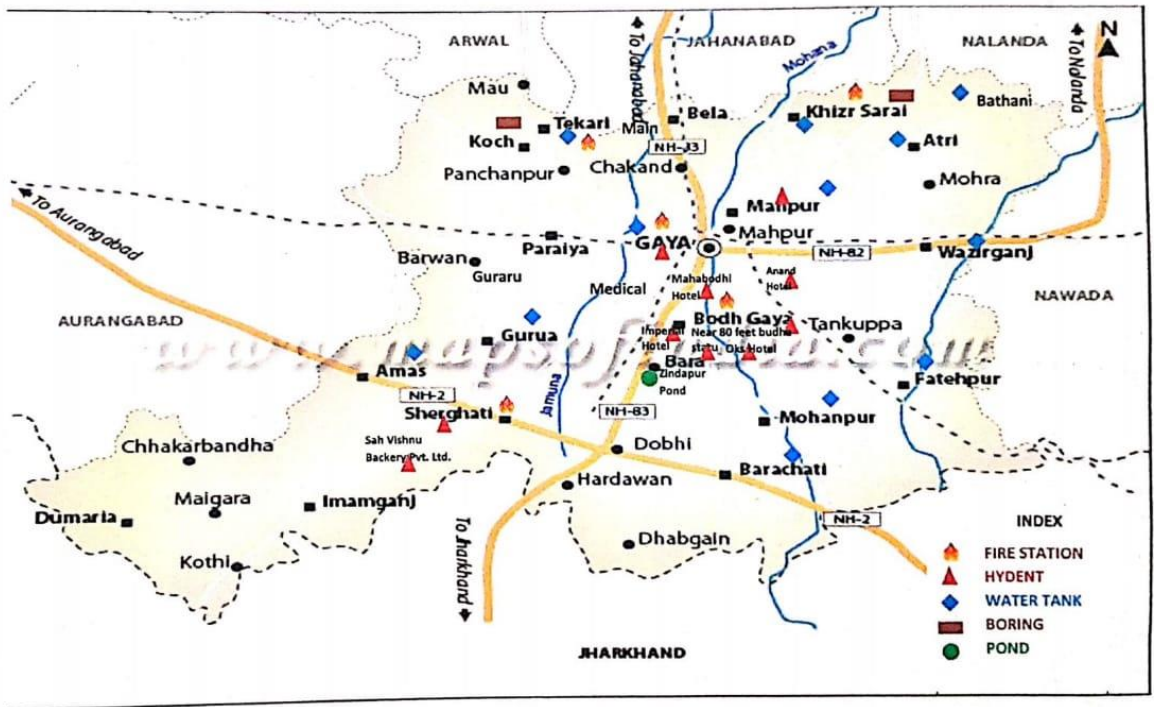 To Jahanabad
ARWAL
JAHANABAD
Mohana
NALANDA
To Nalanda
N
Mau
Bathani
Tekari
Main
Bela
Khizr Sarai
Koch
NH-83
Atri
Panchanpur
Chakand
Mohra
To Aurangabad
Manpur
Mahpur
Paraiya
GAYA
NH-82
Wazirganj
Barwan
Guraru
Medical
Mahabodhi
Hotel
Anand
Hotel
NAWADA
AURANGABAD
Gurua
Bodh Gaya
Imperial
Hotel
Near 80 feet budha
statu
Oks Hotel
Tankuppa
www.mapsofindia.com
Bara
Zindapur
Pond
Amas
Fatehpur
NH-2
Jamuna
NH-83
Sherghati
Mohanpur
Sah Vishnu
Backery Pvt. Ltd.
Chhakarbandha
Dobhi
Barachati
Hardawan
Maigara
Imamganj
Dumaria
NH-2
INDEX
To Jharkhand
Dhabgain
Kothi
FIRE STATION
HYDENT
WATER TANK
BORING
POND
JHARKHAND